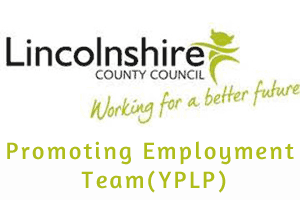 Lincolnshire
COUNTY COUNCIL
Working for a better future
Promoting Employment
Team(YPLP)